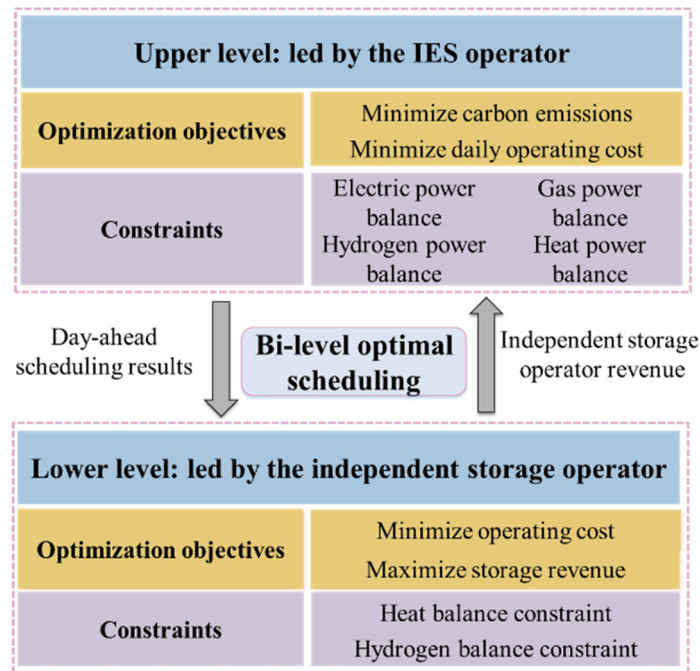 Upper level: led by the IES operator
Optimization objectives
Minimize carbon emissions
Minimize daily operating cost
Constraints
Electric power
balance
Gas power
balance
Hydrogen power
balance
Heat power
balance
Day-ahead
scheduling results
Bi-level optimal
scheduling
Independent storage
operator revenue
Lower level: led by the independent storage operator
Optimization objectives
Minimize operating cost
Maximize storage revenue
Constraints
Heat balance constraint
Hydrogen balance constraint